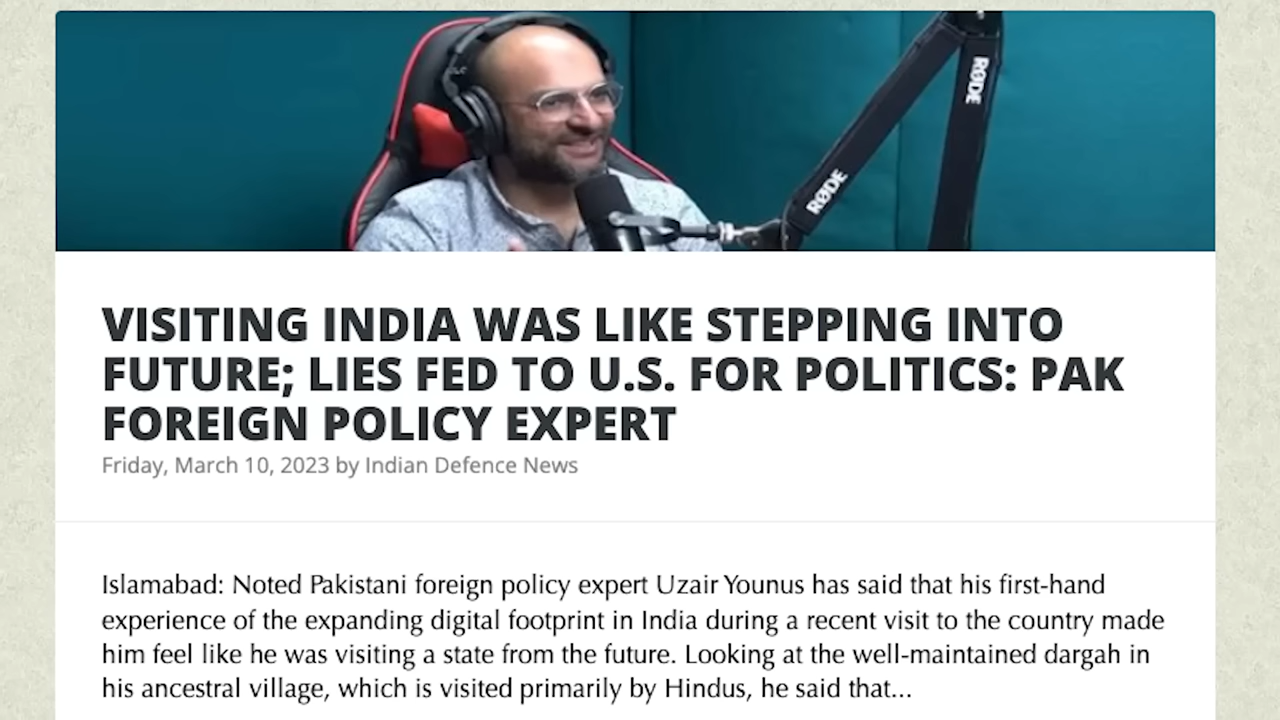 RØDE
RØDE
VISITING INDIA WAS LIKE STEPPING INTO
FUTURE; LIES FED TO U.S. FOR POLITICS: PAK
FOREIGN POLICY EXPERT
Friday, March 10, 2023 by Indian Defence News
Islamabad: Noted Pakistani foreign policy expert Uzair Younus has said that his first-hand
experience of the expanding digital footprint in India during a recent visit to the country made
him feel like he was visiting a state from the future. Looking at the well-maintained dargah in
his ancestral village, which is visited primarily by Hindus, he said that...